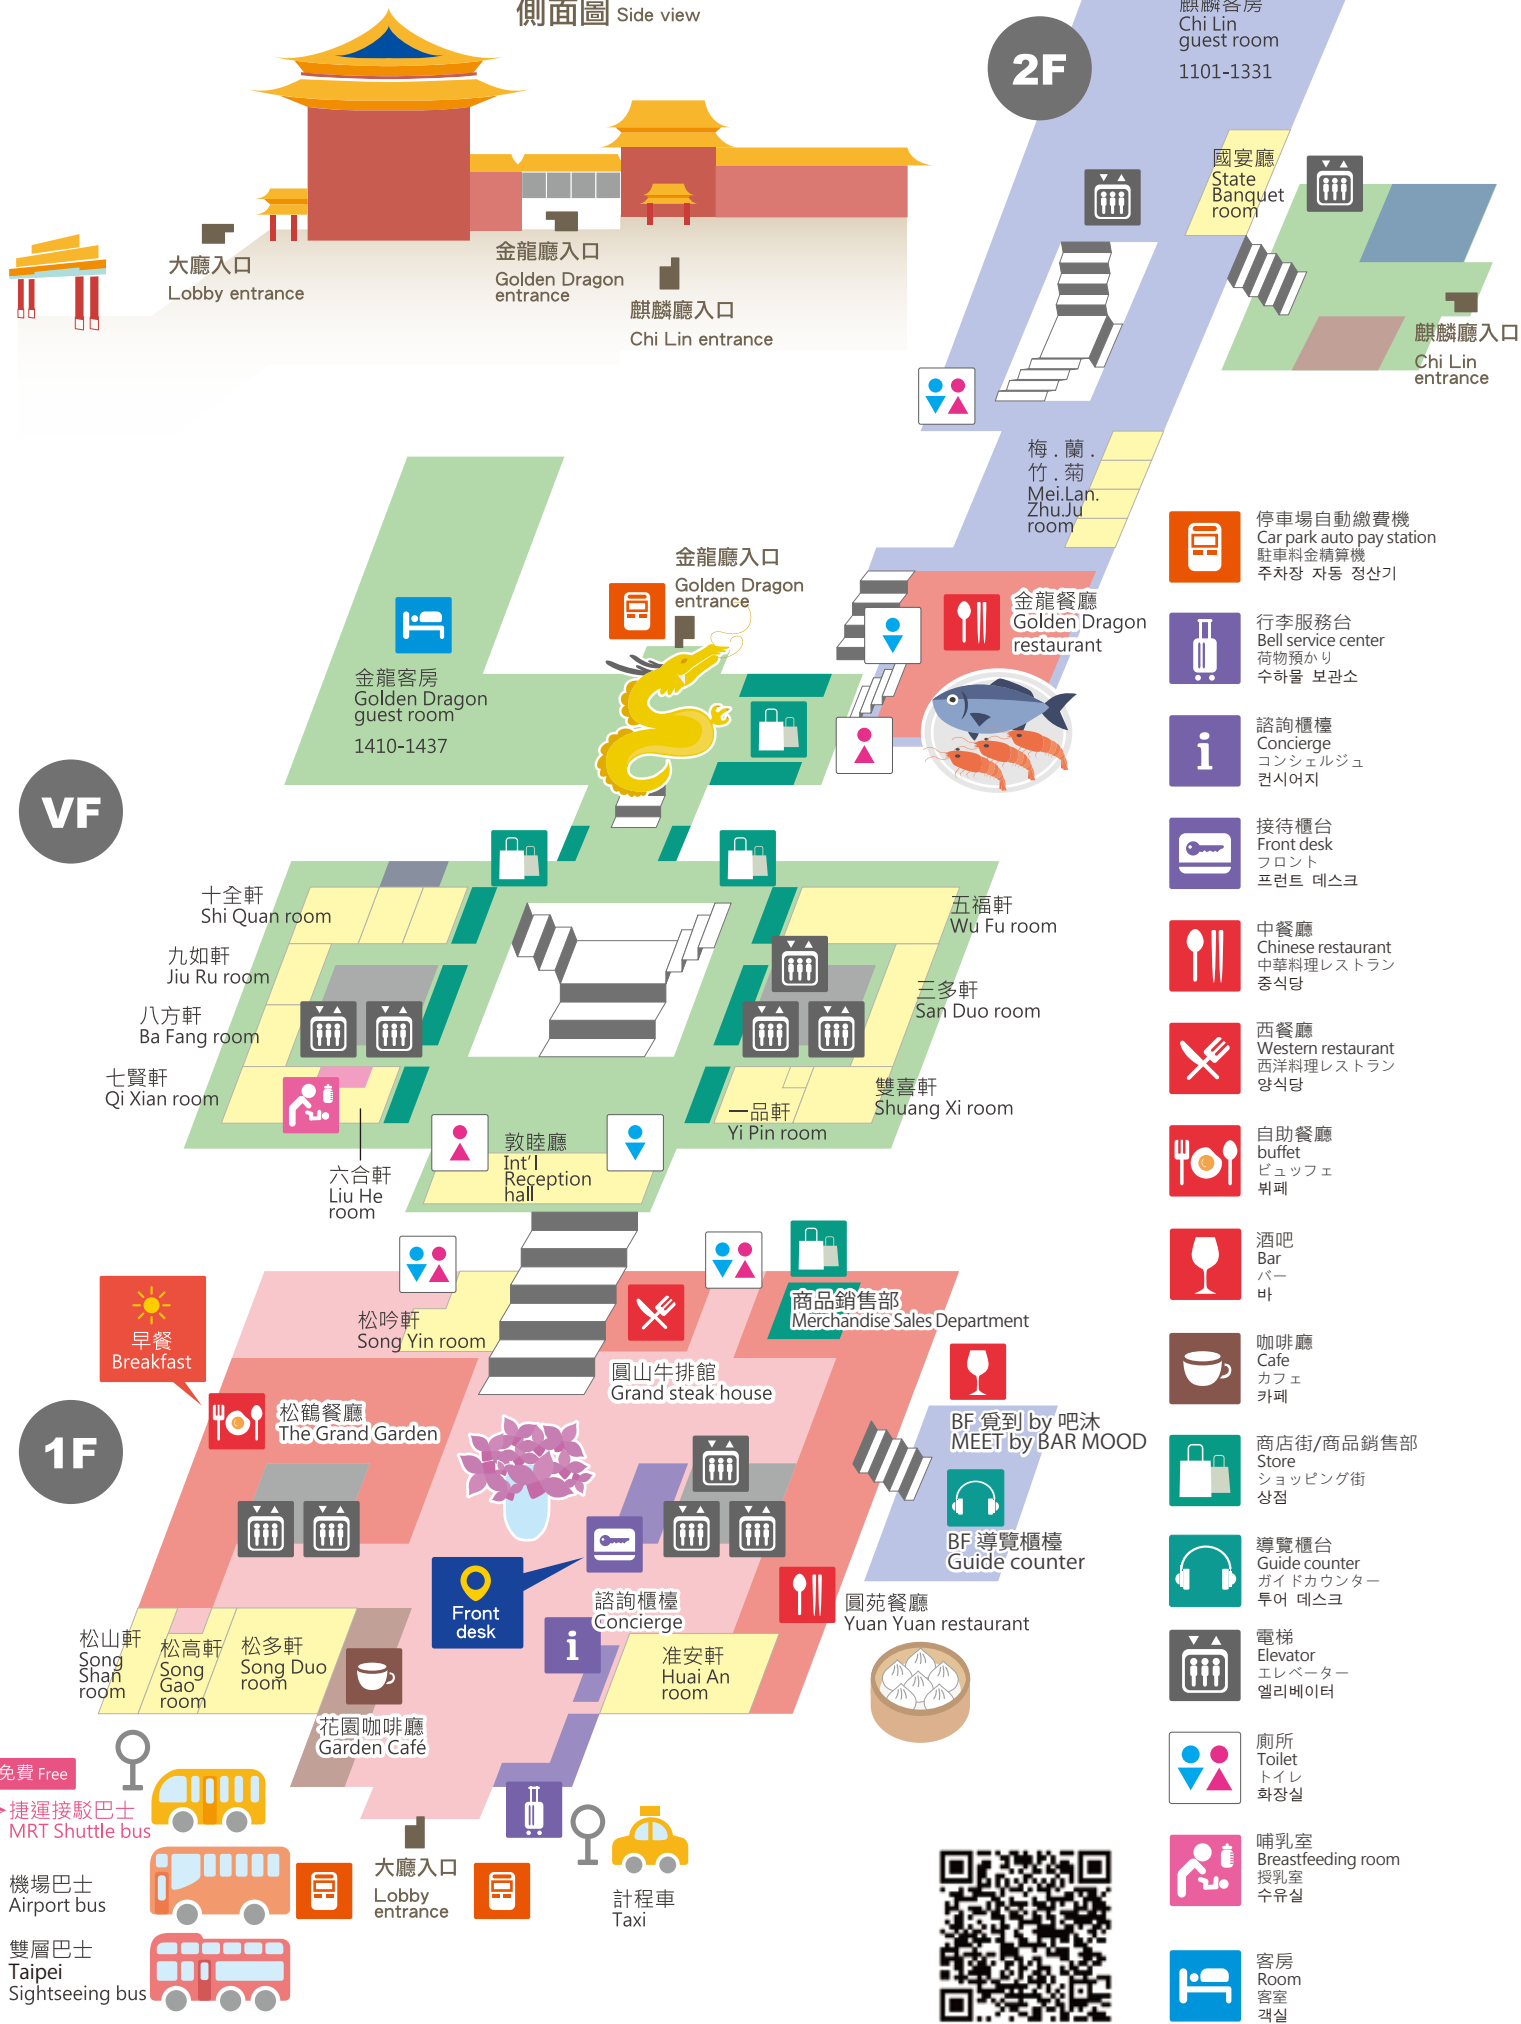 側面圖 Side view
大廳入口
Lobby entrance
金龍廳入口
Golden Dragon
entrance
麒麟廳入口
Chi Lin entrance
2F
麒麟客房
Chi Lin
guest room
1101-1331
國宴廳
State
Banquet
room
麒麟廳入口
Chi Lin
entrance
梅．蘭．
竹．菊
Mei.Lan.
Zhu.Ju
room
金龍廳入口
Golden Dragon
entrance
金龍餐廳
Golden Dragon
restaurant
金龍客房
Golden Dragon
guest room
1410-1437
VF
十全軒
Shi Quan room
九如軒
Jiu Ru room
八方軒
Ba Fang room
七賢軒
Qi Xian room
六合軒
Liu He
room
五福軒
Wu Fu room
三多軒
San Duo room
雙喜軒
Shuang Xi room
一品軒
Yi Pin room
敦睦廳
Int'l
Reception
hall
1F
早餐
Breakfast
松吟軒
Song Yin room
商品銷售部
Merchandise Sales Department
圓山牛排館
Grand steak house
松鶴餐廳
The Grand Garden
BF 覓到 by 吧沐
MEET by BAR MOOD
BF 導覽櫃檯
Guide counter
Front
desk
諮詢櫃檯
Concierge
i
圓苑餐廳
Yuan Yuan restaurant
松山軒
Song
Shan
room
松高軒
Song
Gao
room
松多軒
Song Duo
room
淮安軒
Huai An
room
花園咖啡廳
Garden Café
免費 Free
捷運接駁巴士
MRT Shuttle bus
機場巴士
Airport bus
雙層巴士
Taipei
Sightseeing bus
大廳入口
Lobby
entrance
計程車
Taxi
停車場自動繳費機
Car park auto pay station
駐車料金精算機
주차장 자동 정산기
行李服務台
Bell service center
荷物預かり
수하물 보관소
i
諮詢櫃檯
Concierge
コンシェルジュ
컨시어지
接待櫃台
Front desk
フロント
프런트 데스크
中餐廳
Chinese restaurant
中華料理レストラン
중식당
西餐廳
Western restaurant
西洋料理レストラン
양식당
自助餐廳
buffet
ビュッフェ
뷔페
酒吧
Bar
バー
바
咖啡廳
Cafe
カフェ
카페
商店街/商品銷售部
Store
ショッピング街
상점
導覽櫃台
Guide counter
ガイドカウンター
투어 데스크
電梯
Elevator
エレベーター
엘리베이터
廁所
Toilet
トイレ
화장실
哺乳室
Breastfeeding room
授乳室
수유실
客房
Room
客室
객실